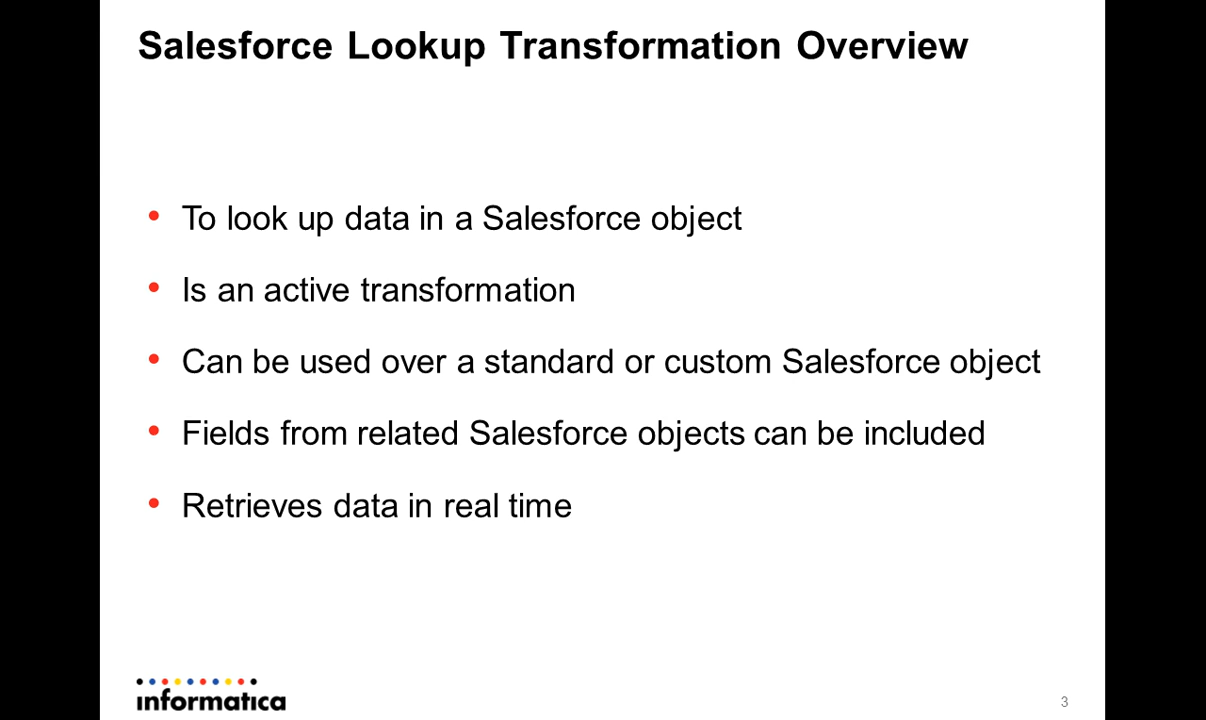 Salesforce Lookup Transformation Overview
• To look up data in a Salesforce object
• Is an active transformation
• Can be used over a standard or custom Salesforce object
• Fields from related Salesforce objects can be included
• Retrieves data in real time
informatica
3